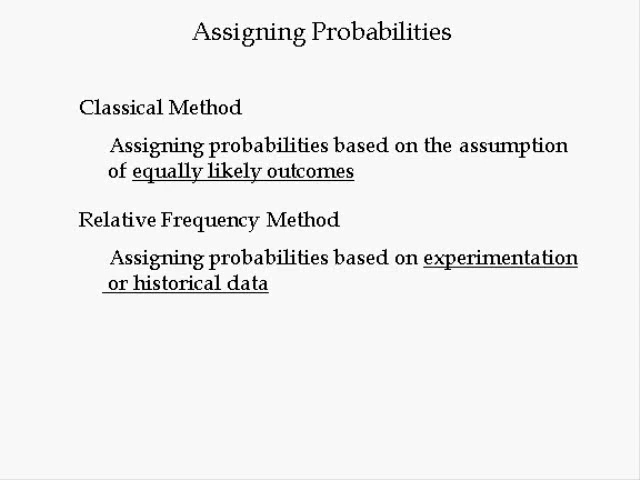 Assigning Probabilities
Classical Method
Assigning probabilities based on the assumption
of equally likely outcomes
Relative Frequency Method
Assigning probabilities based on experimentation
or historical data